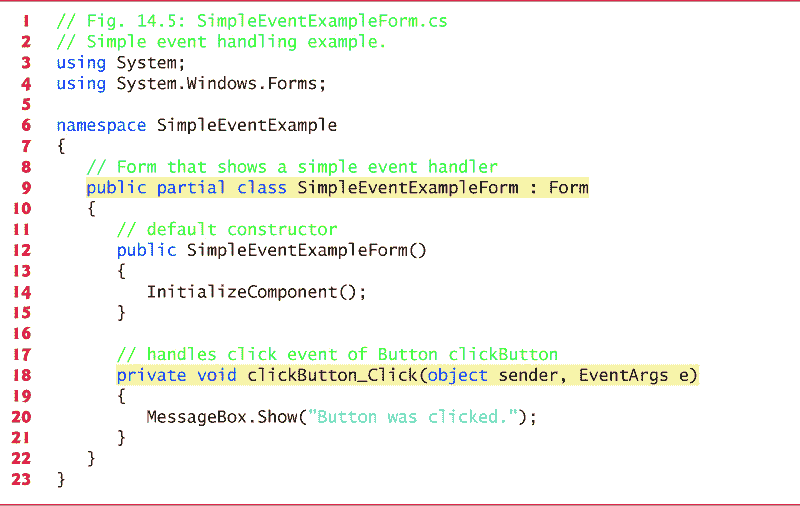 1 // Fig. 14.5: SimpleEventExampleForm.cs
2 // Simple event handling example.
3 using System;
4 using System.Windows.Forms;
5
6 namespace SimpleEventExample
7 {
8 // Form that shows a simple event handler
9 public partial class SimpleEventExampleForm : Form
10 {
11 // default constructor
12 public SimpleEventExampleForm()
13 {
14 InitializeComponent();
15 }
16
17 // handles click event of Button clickButton
18 private void clickButton_Click(object sender, EventArgs e)
19 {
20 MessageBox.Show("Button was clicked.");
21 }
22 }
23 }